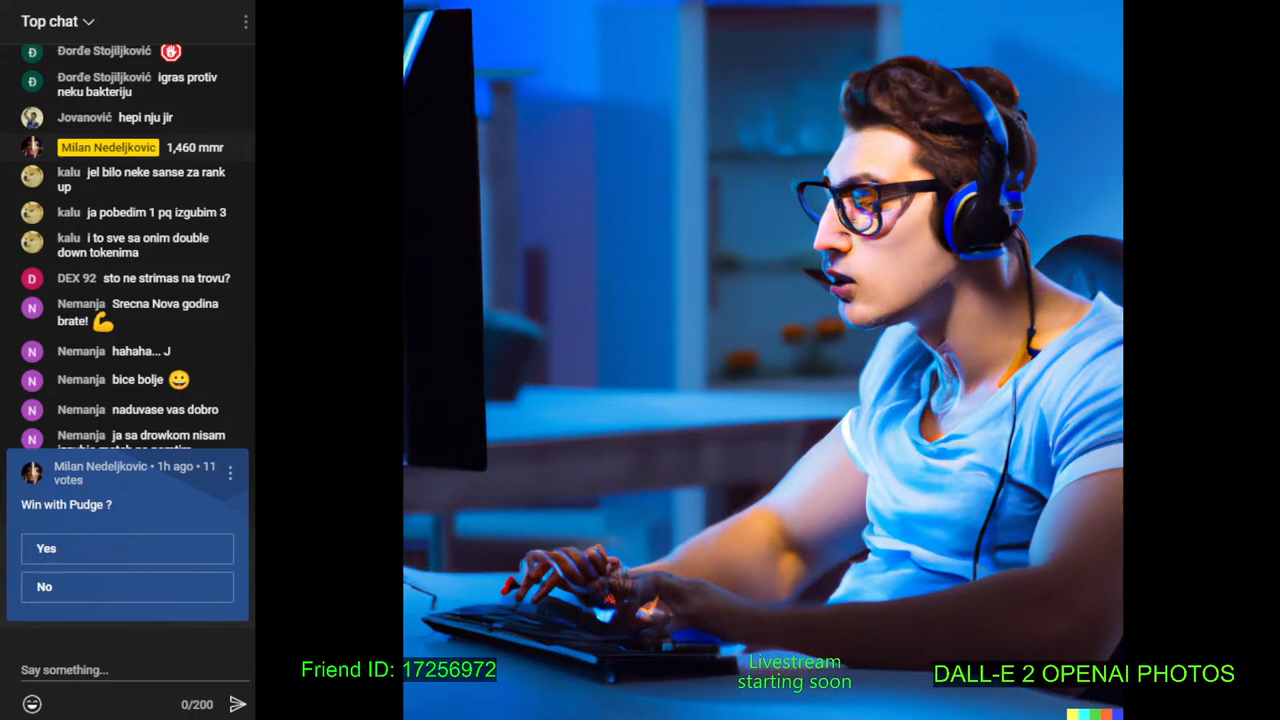 Top chat
Đorđe Stojiljković
Đorđe Stojiljković igras protiv
neku bakteriju
Jovanović hepi nju jir
Milan Nedeljkovic 1,460 mmr
kalu jel bilo neke sanse za rank
up
kalu ja pobedim 1 pq izgubim 3
kalu i to sve sa onim double
down tokenima
DEX 92 sto ne strimas na trovu?
Nemanja Srecna Nova godina
brate! 💪
Nemanja hahaha... J
Nemanja bice bolje 😀
Nemanja naduvase vas dobro
Nemanja ja sa drowkom nisam
Milan Nedeljkovic • 1h ago • 11
votes
Win with Pudge ?
Yes
No
Say something...
0/200
Friend ID: 17256972
Livestream
starting soon
DALL-E 2 OPENAI PHOTOS